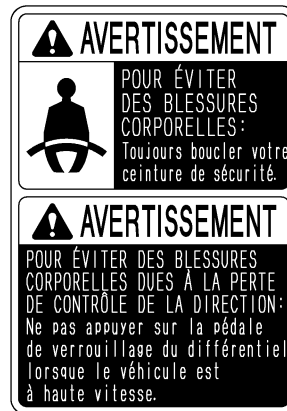 AVERTISSEMENT
POUR ÉVITER
DES BLESSURES
CORPORELLES:
Toujours boucler votre
ceinture de sécurité.
AVERTISSEMENT
POUR ÉVITER DES BLESSURES
CORPORELLES DUES À LA PERTE
DE CONTRÔLE DE LA DIRECTION:
Ne pas appuyer sur la pédale
de verrouillage du différentiel
lorsque le véhicule est
à haute vitesse.